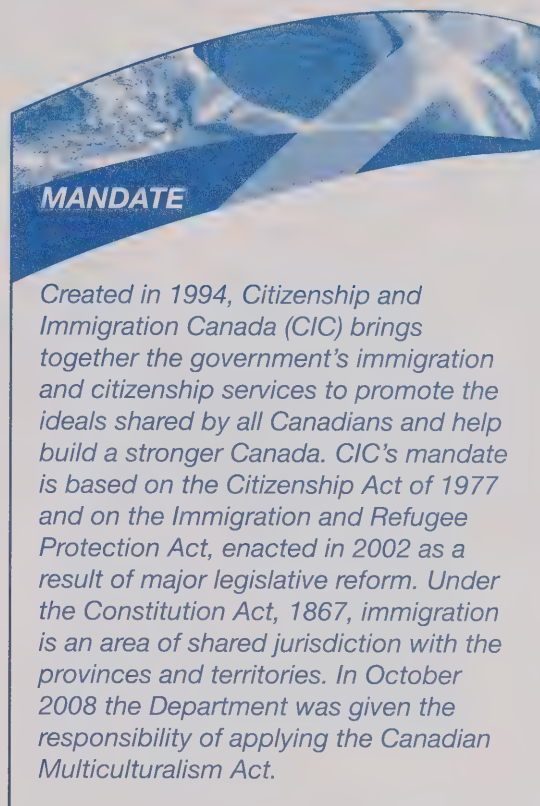 MANDATE
Created in 1994, Citizenship and
Immigration Canada (CIC) brings
together the government's immigration
and citizenship services to promote the
ideals shared by all Canadians and help
build a stronger Canada. CIC's mandate
is based on the Citizenship Act of 1977
and on the Immigration and Refugee
Protection Act, enacted in 2002 as a
result of major legislative reform. Under
the Constitution Act, 1867, immigration
is an area of shared jurisdiction with the
provinces and territories. In October
2008 the Department was given the
responsibility of applying the Canadian
Multiculturalism Act.